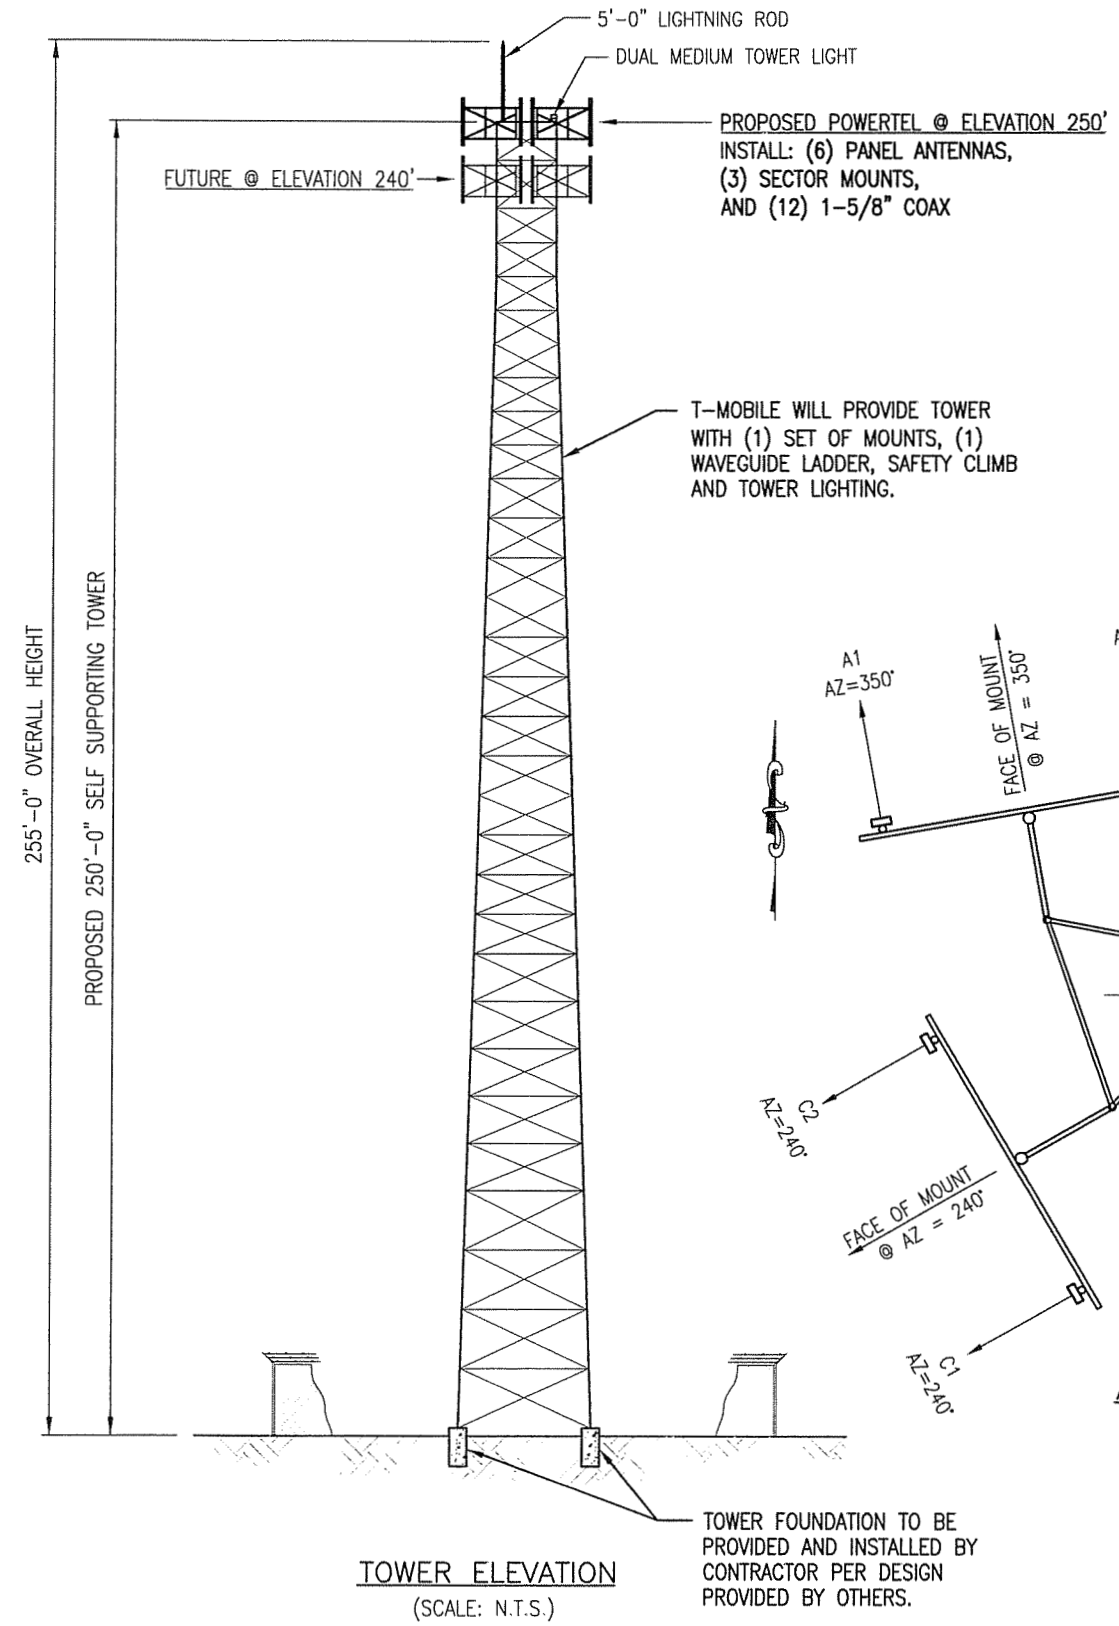 5'-0" LIGHTNING ROD
DUAL MEDIUM TOWER LIGHT
PROPOSED POWERTEL @ ELEVATION 250'
INSTALL: (6) PANEL ANTENNAS,
(3) SECTOR MOUNTS,
AND (12) 1-5/8" COAX
FUTURE @ ELEVATION 240'
T-MOBILE WILL PROVIDE TOWER
WITH (1) SET OF MOUNTS, (1)
WAVEGUIDE LADDER, SAFETY CLIMB
AND TOWER LIGHTING.
255'-0" OVERALL HEIGHT
PROPOSED 250'-0" SELF SUPPORTING TOWER
A1
AZ=350°
FACE OF MOUNT
@ AZ = 350°
C2
AZ=240°
FACE OF MOUNT
@ AZ = 240°
C1
AZ=240°
TOWER FOUNDATION TO BE
PROVIDED AND INSTALLED BY
CONTRACTOR PER DESIGN
PROVIDED BY OTHERS.
TOWER ELEVATION
(SCALE: N.T.S.)